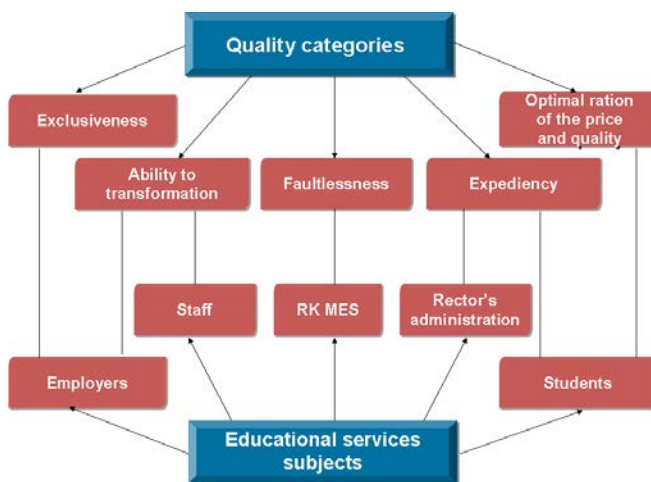 Quality categories
Exclusiveness
Optimal ration
of the price
and quality
Ability to
transformation
Faultlessness
Expediency
Staff
RK MES
Rector's
administration
Employers
Students
Educational services
subjects